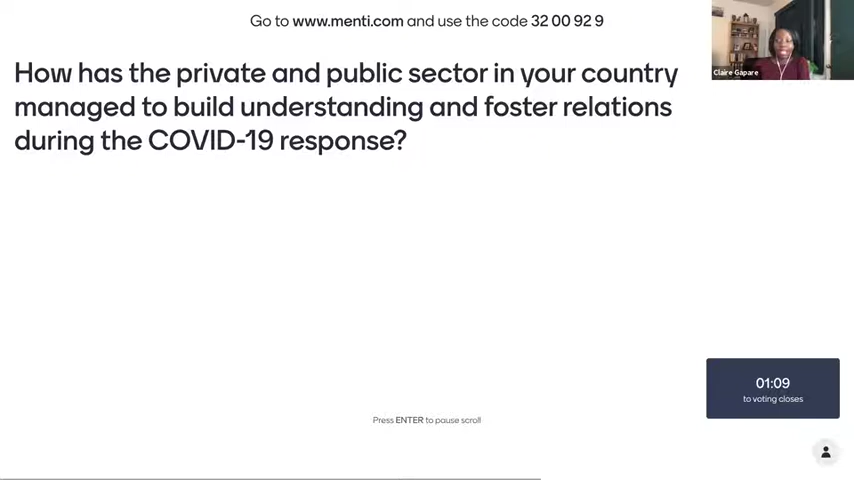 Go to www.menti.com and use the code 32 00 92 9
Claire Gapare
How has the private and public sector in your country
managed to build understanding and foster relations
during the COVID-19 response?
01:09
to voting closes
Press ENTER to pause scroll